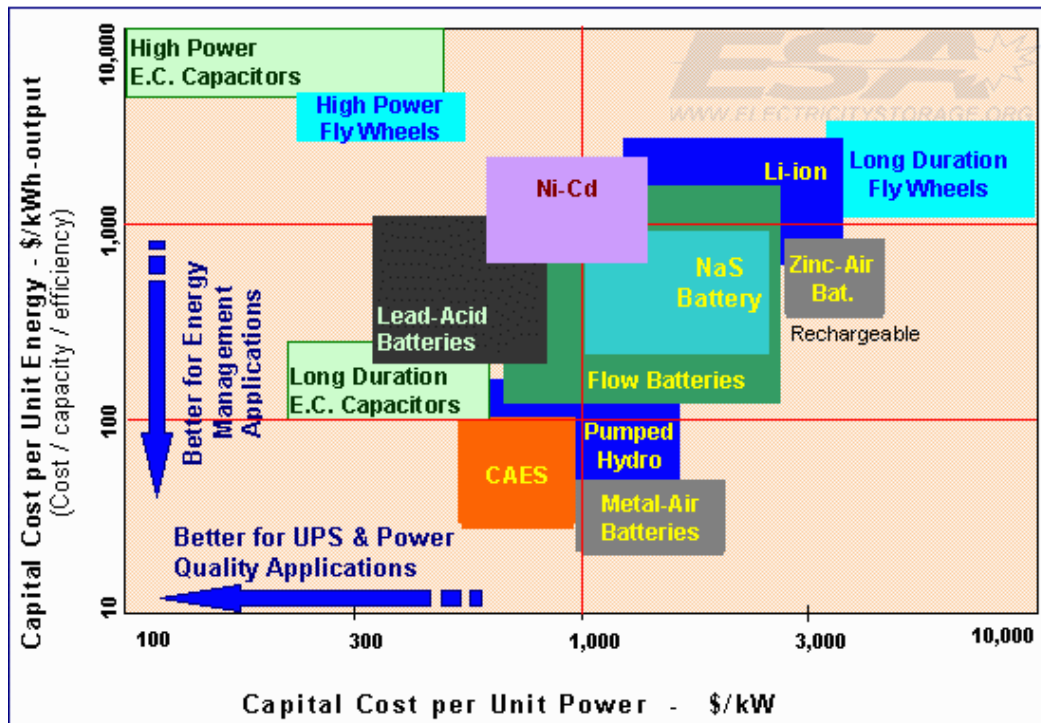 High Power
E.C. Capacitors
ESA
WWW.ELECTRICITYSTORAGE.ORG
High Power
Fly Wheels
Li-ion
Long Duration
Fly Wheels
Ni-Cd
NaS
Battery
Zinc-Air
Bat.
Rechargeable
Lead-Acid
Batteries
Flow Batteries
Long Duration
E.C. Capacitors
Pumped
Hydro
CAES
Metal-Air
Batteries
Better for Energy
Management
Applications
Better for UPS & Power
Quality Applications
Capital Cost per Unit Energy - $/kWh-output
(Cost / capacity / efficiency)
10,000
1,000
100
10
100
300
1,000
3,000
10,000
Capital Cost per Unit Power - $/kW